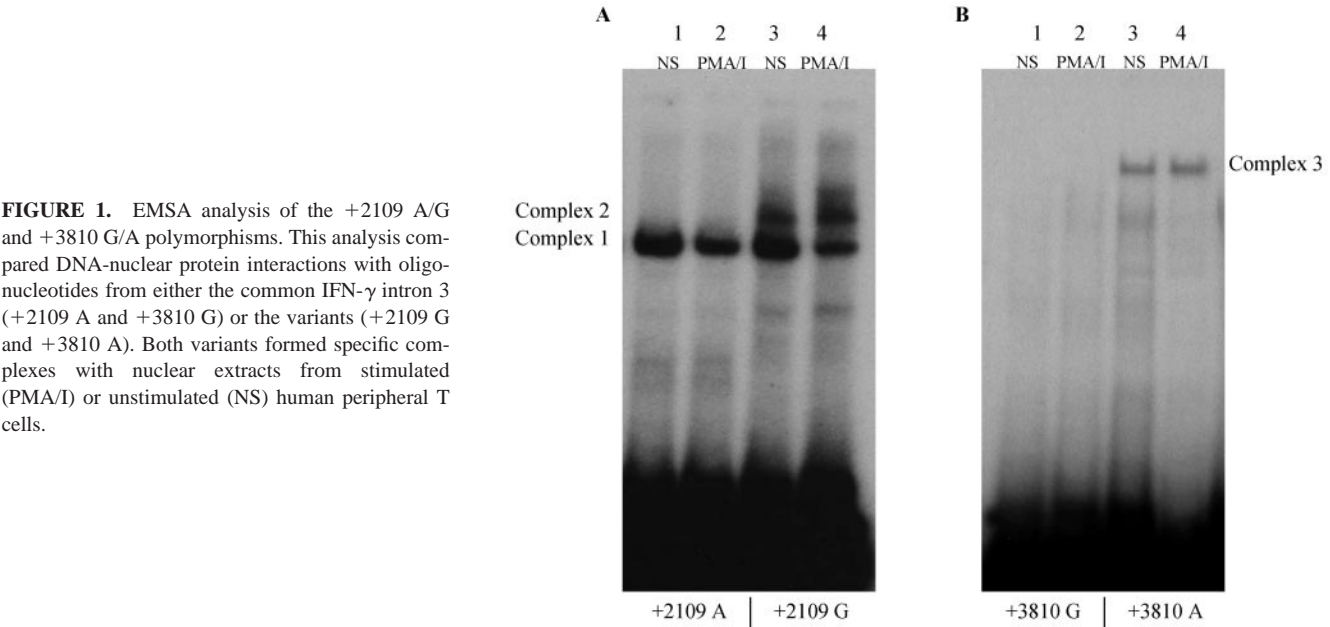 FIGURE 1. EMSA analysis of the +2109 A/G
and +3810 G/A polymorphisms. This analysis com-
pared DNA-nuclear protein interactions with oligo-
nucleotides from either the common IFN-γ intron 3
(+2109 A and +3810 G) or the variants (+2109 G
and +3810 A). Both variants formed specific com-
plexes with nuclear extracts from stimulated
(PMA/I) or unstimulated (NS) human peripheral T
cells.
A
1 2 3 4
NS PMA/I NS PMA/I
Complex 2
Complex 1
+2109 A | +2109 G
B
1 2 3 4
NS PMA/I NS PMA/I
Complex 3
+3810 G | +3810 A